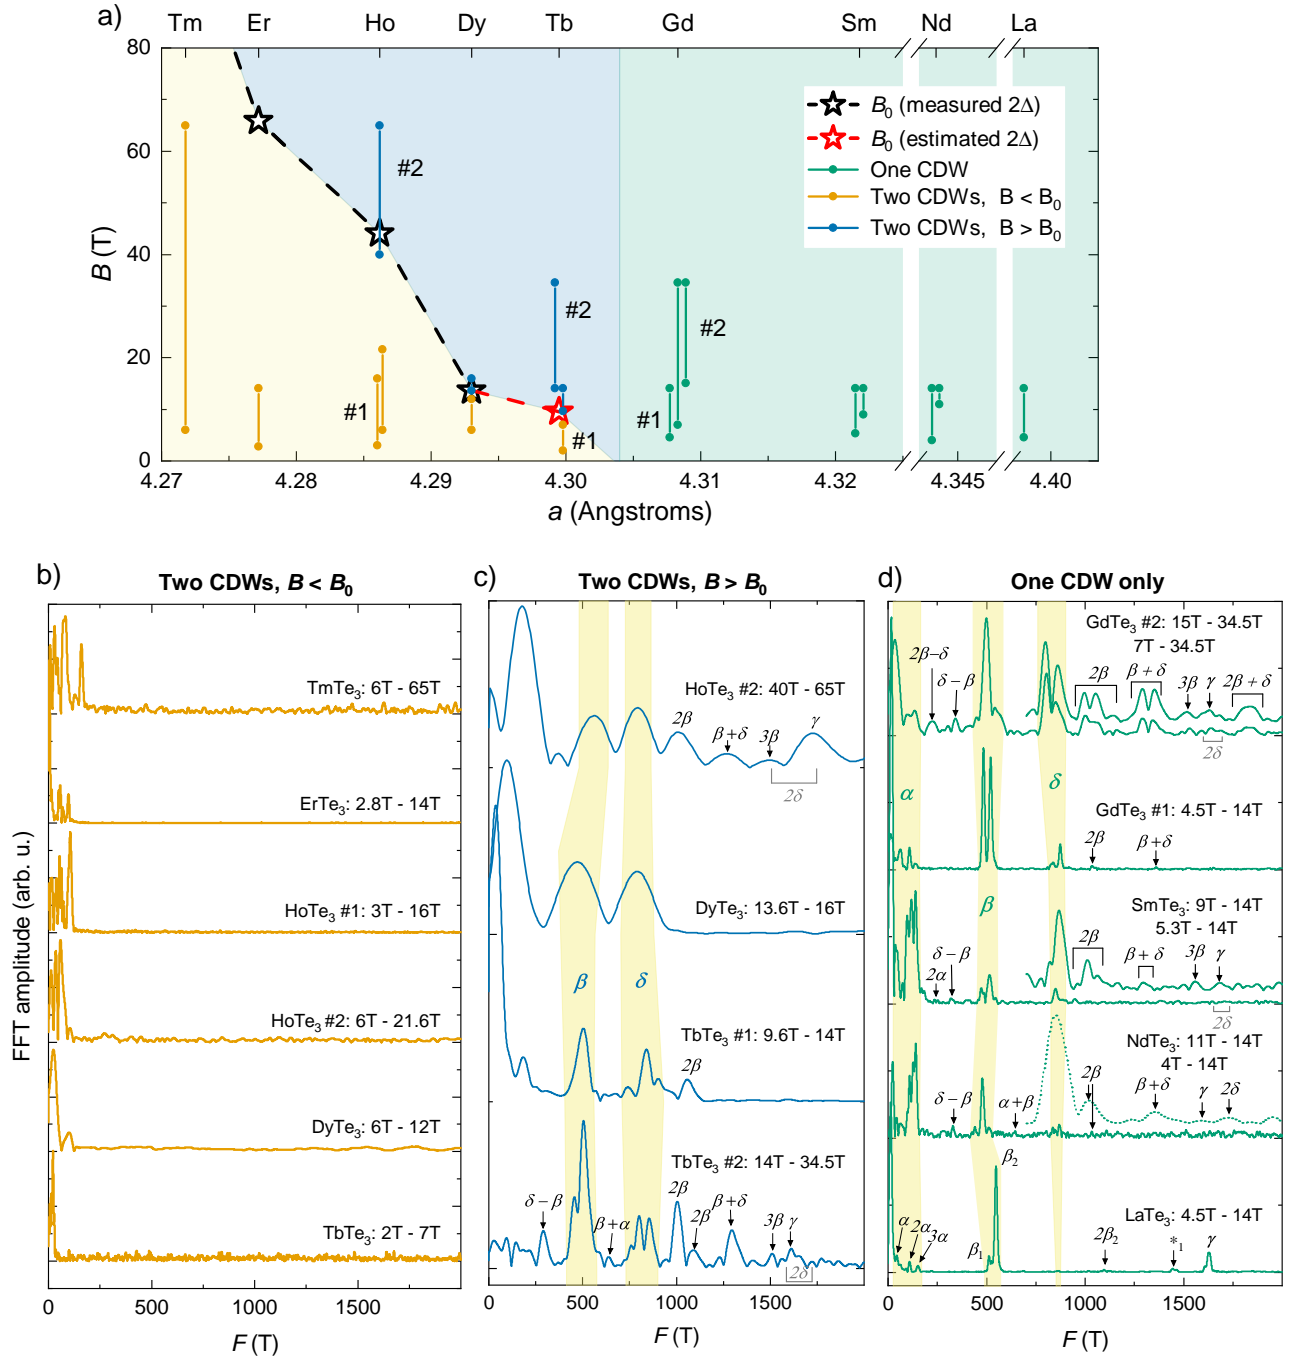 a)
Tm Er Ho Dy Tb Gd Sm Nd La
80
60
40
20
0
B (T)
#2
#1
#2
#1
#2
#1
B₀ (measured 2Δ)
B₀ (estimated 2Δ)
One CDW
Two CDWs, B < B₀
Two CDWs, B > B₀
4.27 4.28 4.29 4.30 4.31 4.32 4.345 4.40
a (Angstroms)
b)
Two CDWs, B < B₀
TmTe₃: 6T - 65T
ErTe₃: 2.8T - 14T
HoTe₃ #1: 3T - 16T
HoTe₃ #2: 6T - 21.6T
DyTe₃: 6T - 12T
TbTe₃: 2T - 7T
FFT amplitude (arb. u.)
0 500 1000 1500
F (T)
c)
Two CDWs, B > B₀
HoTe₃ #2: 40T - 65T
2β β+δ 3β γ
2δ
DyTe₃: 13.6T - 16T
β δ
TbTe₃ #1: 9.6T - 14T
2β
TbTe₃ #2: 14T - 34.5T
δ−β β+α 2β 2β β+δ 3β γ
2δ
0 500 1000 1500
F (T)
d)
One CDW only
GdTe₃ #2: 15T - 34.5T
7T - 34.5T
2β−δ δ−β 2β β+δ 3β γ 2β+δ
2δ
α δ
GdTe₃ #1: 4.5T - 14T
2β β+δ
β
SmTe₃: 9T - 14T
5.3T - 14T
2α δ−β 2β β+δ 3β γ
2δ
NdTe₃: 11T - 14T
4T - 14T
δ−β α+β 2β β+δ γ 2δ
LaTe₃: 4.5T - 14T
α 2α 3α β₁ β₂ 2β₂ *₁ γ
0 500 1000 1500
F (T)